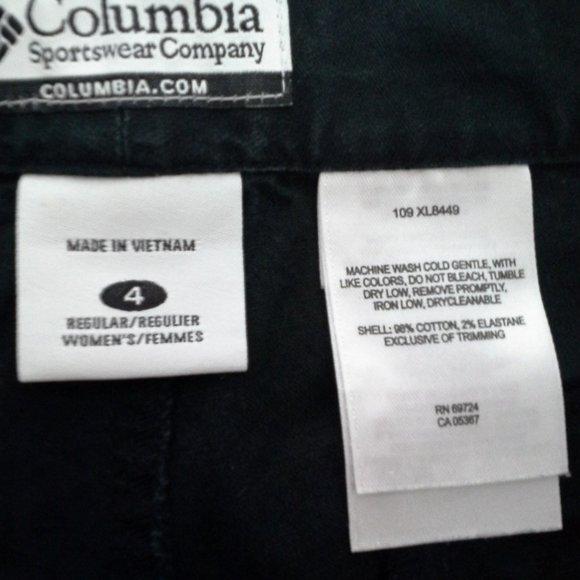 Columbia
Sportswear Company
COLUMBIA.COM
MADE IN VIETNAM
4
REGULAR/REGULIER
WOMEN'S/FEMMES
109 XL8449
MACHINE WASH COLD GENTLE, WITH
LIKE COLORS, DO NOT BLEACH, TUMBLE
DRY LOW, REMOVE PROMPTLY,
IRON LOW, DRYCLEANABLE
SHELL: 98% COTTON, 2% ELASTANE
EXCLUSIVE OF TRIMMING
RN 69724
CA 05367